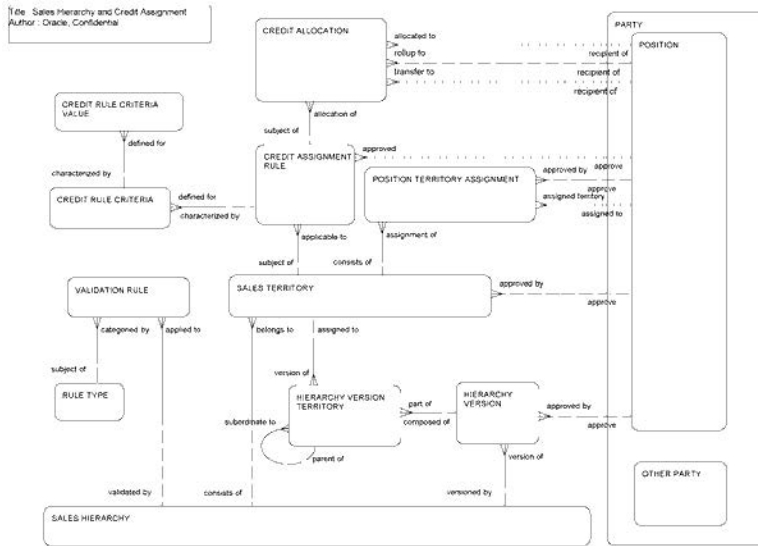 Title : Sales Hierarchy and Credit Assignment
Author : Oracle, Confidential
CREDIT ALLOCATION
PARTY
POSITION
allocated to
recipient of
rollup to
recipient of
transfer to
recipient of
allocation of
subject of
CREDIT RULE CRITERIA
VALUE
defined for
characterized by
CREDIT RULE CRITERIA
defined for
characterized by
CREDIT ASSIGNMENT
RULE
approved
approve
POSITION TERRITORY ASSIGNMENT
approved by
approve
assigned territory
assigned to
applicable to
assignment of
subject of
consists of
VALIDATION RULE
SALES TERRITORY
approved by
approve
categoried by
applied to
belongs to
assigned to
subject of
version of
RULE TYPE
HIERARCHY VERSION
TERRITORY
part of
composed of
HIERARCHY
VERSION
approved by
approve
subordinate to
parent of
version of
OTHER PARTY
validated by
consists of
versioned by
SALES HIERARCHY